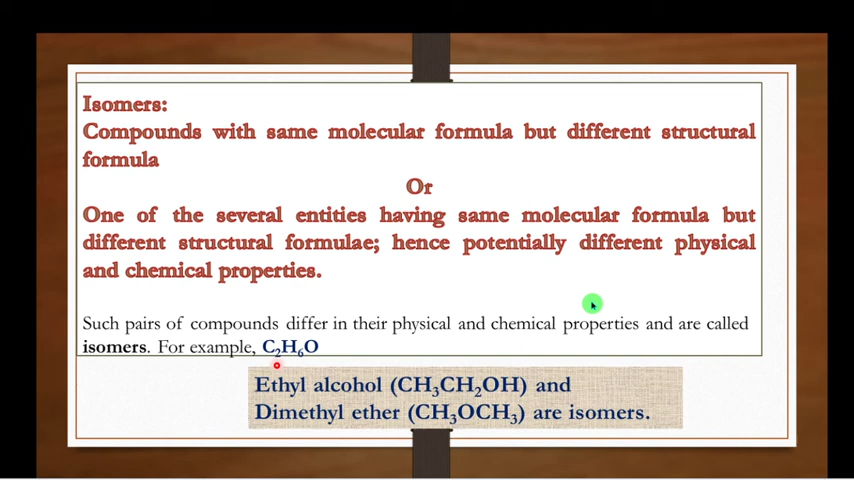 Isomers:
Compounds with same molecular formula but different structural
formula
Or
One of the several entities having same molecular formula but
different structural formulae; hence potentially different physical
and chemical properties.
Such pairs of compounds differ in their physical and chemical properties and are called
isomers. For example, C₂H₆O
Ethyl alcohol (CH₃CH₂OH) and
Dimethyl ether (CH₃OCH₃) are isomers.